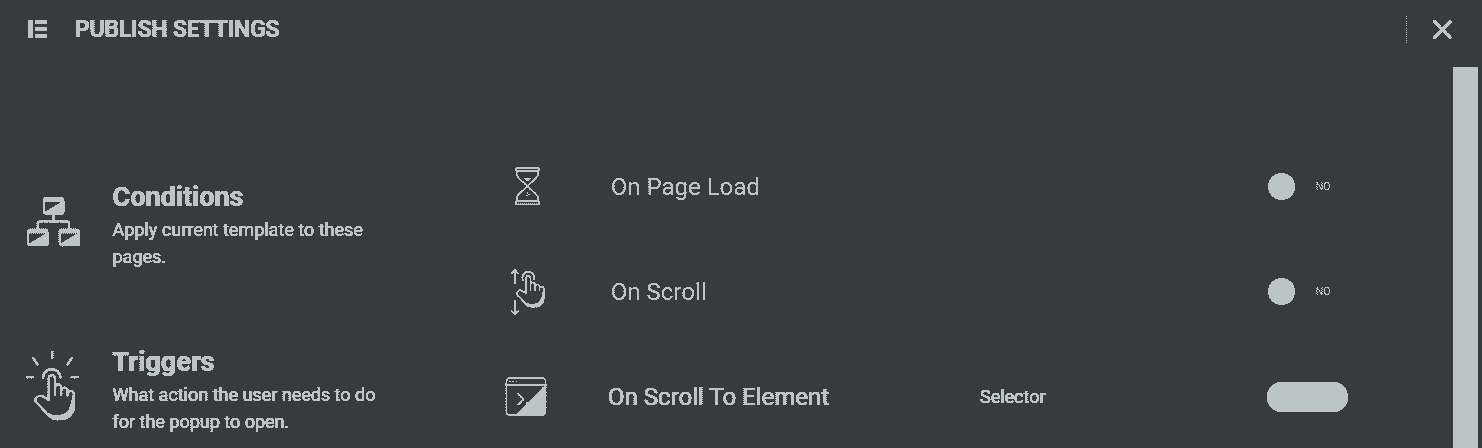 PUBLISH SETTINGS
Conditions
Apply current template to these
pages.
Triggers
What action the user needs to do
for the popup to open.
On Page Load
NO
On Scroll
NO
On Scroll To Element
Selector